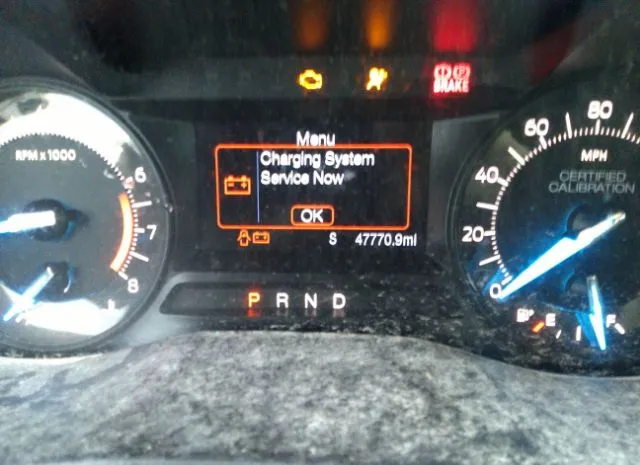 BRAKE
Menu
Charging System
Service Now
OK
S 47770.9mi
P R N D
RPM x 1000
6
7
8
0
20
40
60
80
MPH
CERTIFIED
CALIBRATION
E F